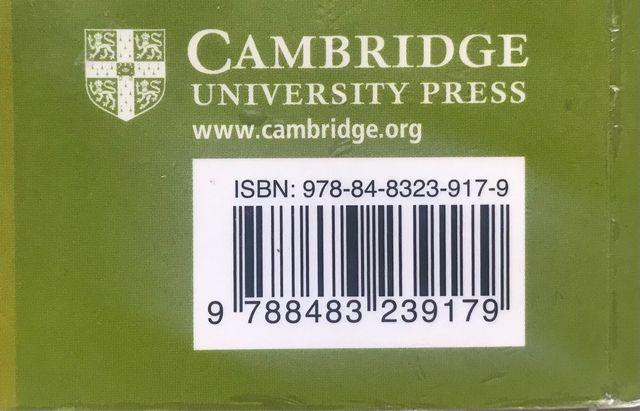 CAMBRIDGE
UNIVERSITY PRESS
www.cambridge.org
ISBN: 978-84-8323-917-9
9 788483 239179